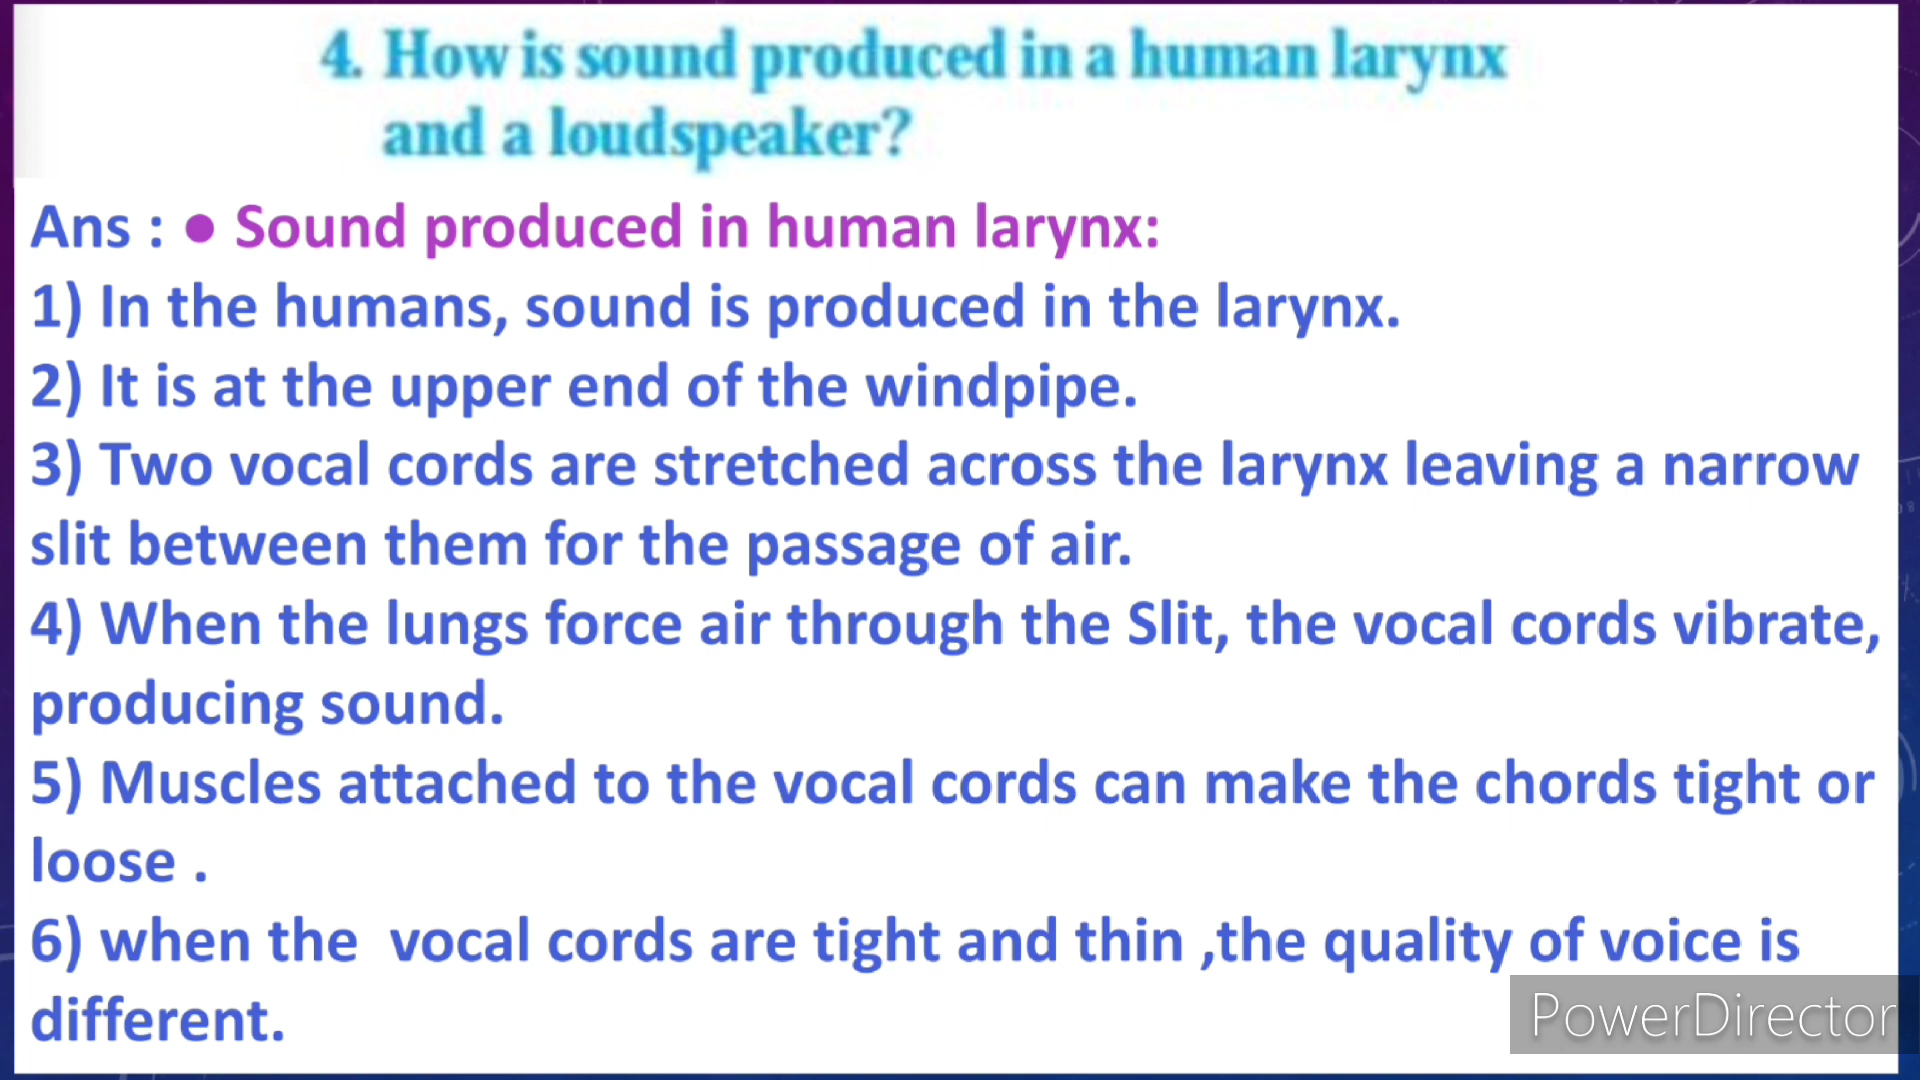 4. How is sound produced in a human larynx
and a loudspeaker?
Ans : ● Sound produced in human larynx:
1) In the humans, sound is produced in the larynx.
2) It is at the upper end of the windpipe.
3) Two vocal cords are stretched across the larynx leaving a narrow
slit between them for the passage of air.
4) When the lungs force air through the Slit, the vocal cords vibrate,
producing sound.
5) Muscles attached to the vocal cords can make the chords tight or
loose .
6) when the  vocal cords are tight and thin ,the quality of voice is
different.
PowerDirector